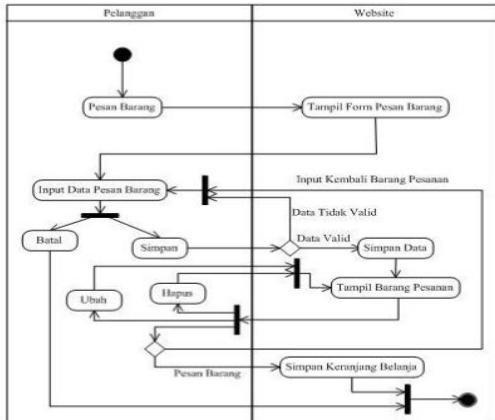 Pelanggan
Website
Pesan Barang
Tampil Form Pesan Barang
Input Data Pesan Barang
Input Kembali Barang Pesanan
Data Tidak Valid
Batal
Simpan
Data Valid
Simpan Data
Ubah
Hapus
Tampil Barang Pesanan
Pesan Barang
Simpan Keranjang Belanja